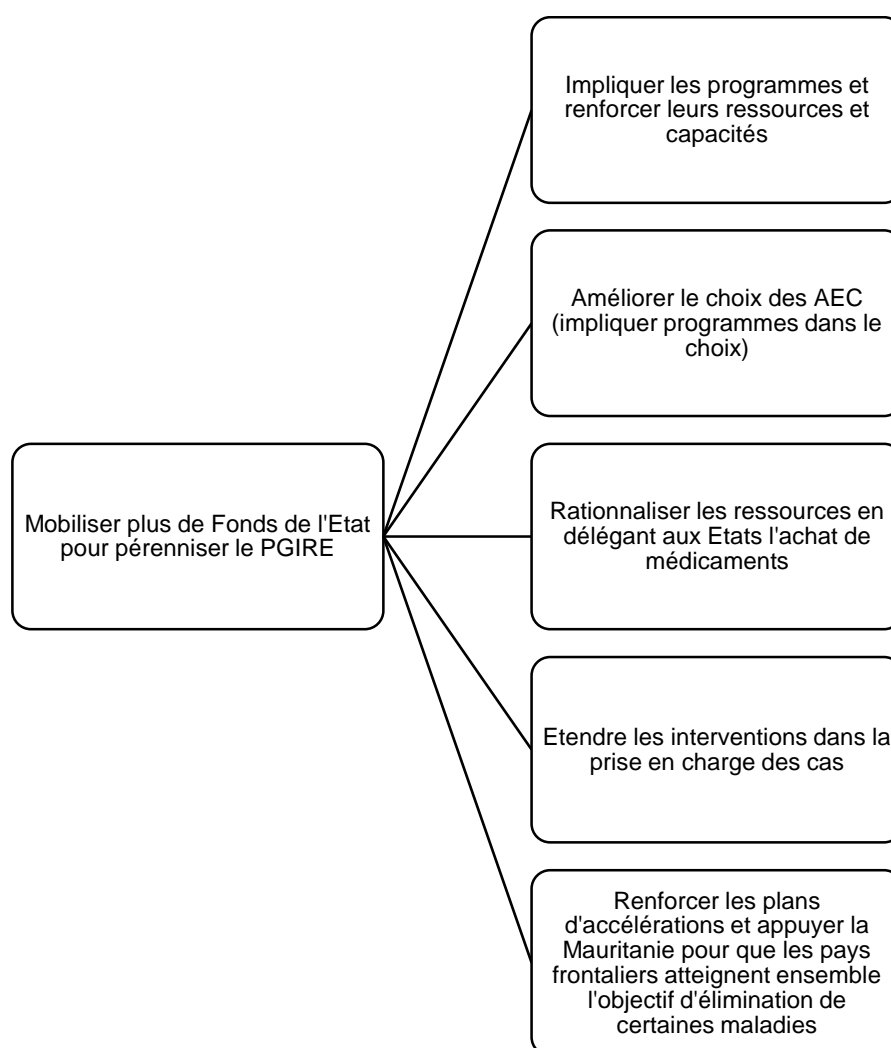 Impliquer les programmes et
renforcer leurs ressources et
capacités
Améliorer le choix des AEC
(impliquer programmes dans le
choix)
Mobiliser plus de Fonds de l'Etat
pour pérenniser le PGIRE
Rationnaliser les ressources en
délégant aux Etats l'achat de
médicaments
Etendre les interventions dans la
prise en charge des cas
Renforcer les plans
d'accélérations et appuyer la
Mauritanie pour que les pays
frontaliers atteignent ensemble
l'objectif d'élimination de
certaines maladies